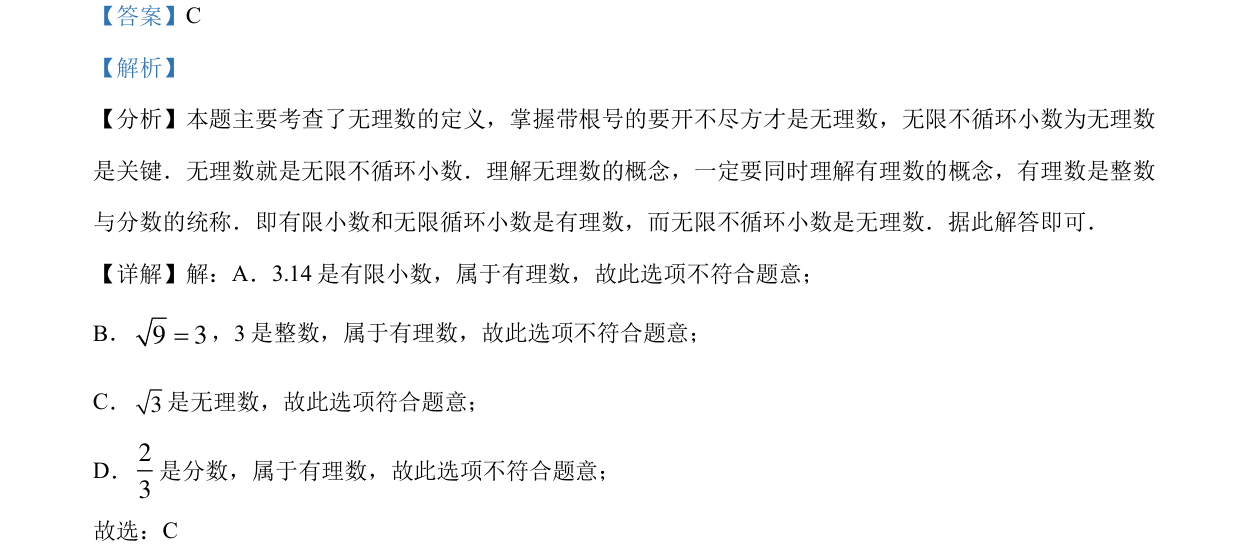 【答案】C
【解析】
【分析】本题主要考查了无理数的定义，掌握带根号的要开不尽方才是无理数，无限不循环小数为无理数
是关键．无理数就是无限不循环小数．理解无理数的概念，一定要同时理解有理数的概念，有理数是整数
与分数的统称．即有限小数和无限循环小数是有理数，而无限不循环小数是无理数．据此解答即可．
【详解】解：A．3.14 是有限小数，属于有理数，故此选项不符合题意；
B．√9 = 3，3 是整数，属于有理数，故此选项不符合题意；
C．√3 是无理数，故此选项符合题意；
D．2/3 是分数，属于有理数，故此选项不符合题意；
故选：C